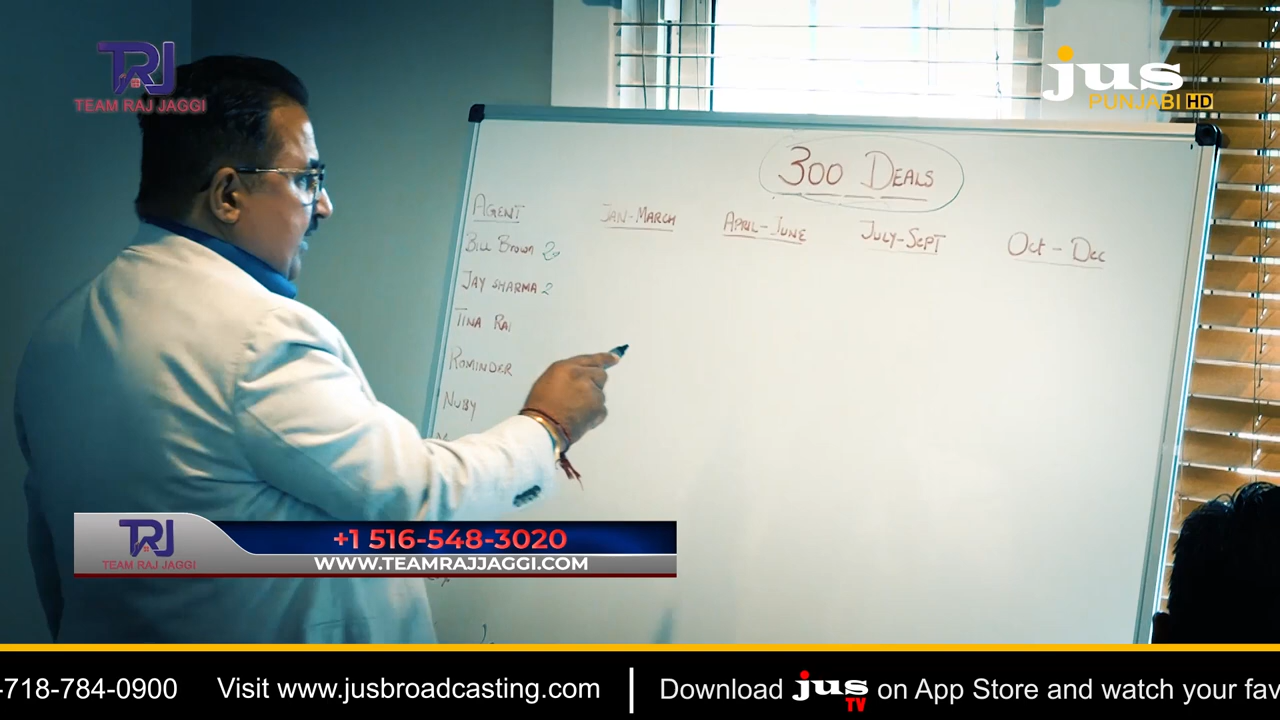 TRJ
TEAM RAJ JAGGI
jus
PUNJABI HD
300 DEALS
AGENT JAN-MARCH APRIL-JUNE JULY-SEPT Oct - Dec
Bill Brown 2
JAY SHARMA 2
TINA RAI
ROMINDER
NUBY
TRJ
TEAM RAJ JAGGI
+1 516-548-3020
WWW.TEAMRAJJAGGI.COM
-718-784-0900 Visit www.jusbroadcasting.com | Download jus TV on App Store and watch your fav